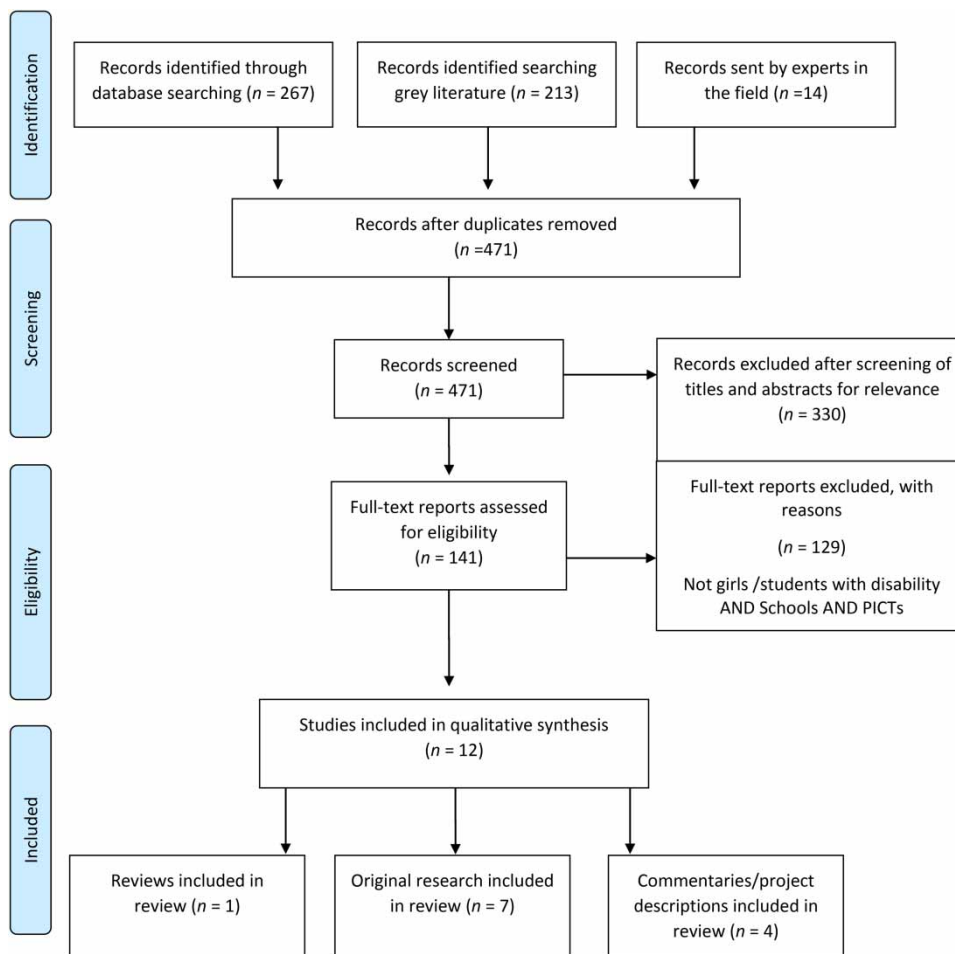 Identification
Records identified through
database searching (n = 267)
Records identified searching
grey literature (n = 213)
Records sent by experts in
the field (n =14)
Records after duplicates removed
(n =471)
Screening
Records screened
(n = 471)
Records excluded after screening of
titles and abstracts for relevance
(n = 330)
Eligibility
Full-text reports assessed
for eligibility
(n = 141)
Full-text reports excluded, with
reasons
(n = 129)
Not girls /students with disability
AND Schools AND PICTs
Included
Studies included in qualitative synthesis
(n = 12)
Reviews included in
review (n = 1)
Original research included
in review (n = 7)
Commentaries/project
descriptions included in
review (n = 4)